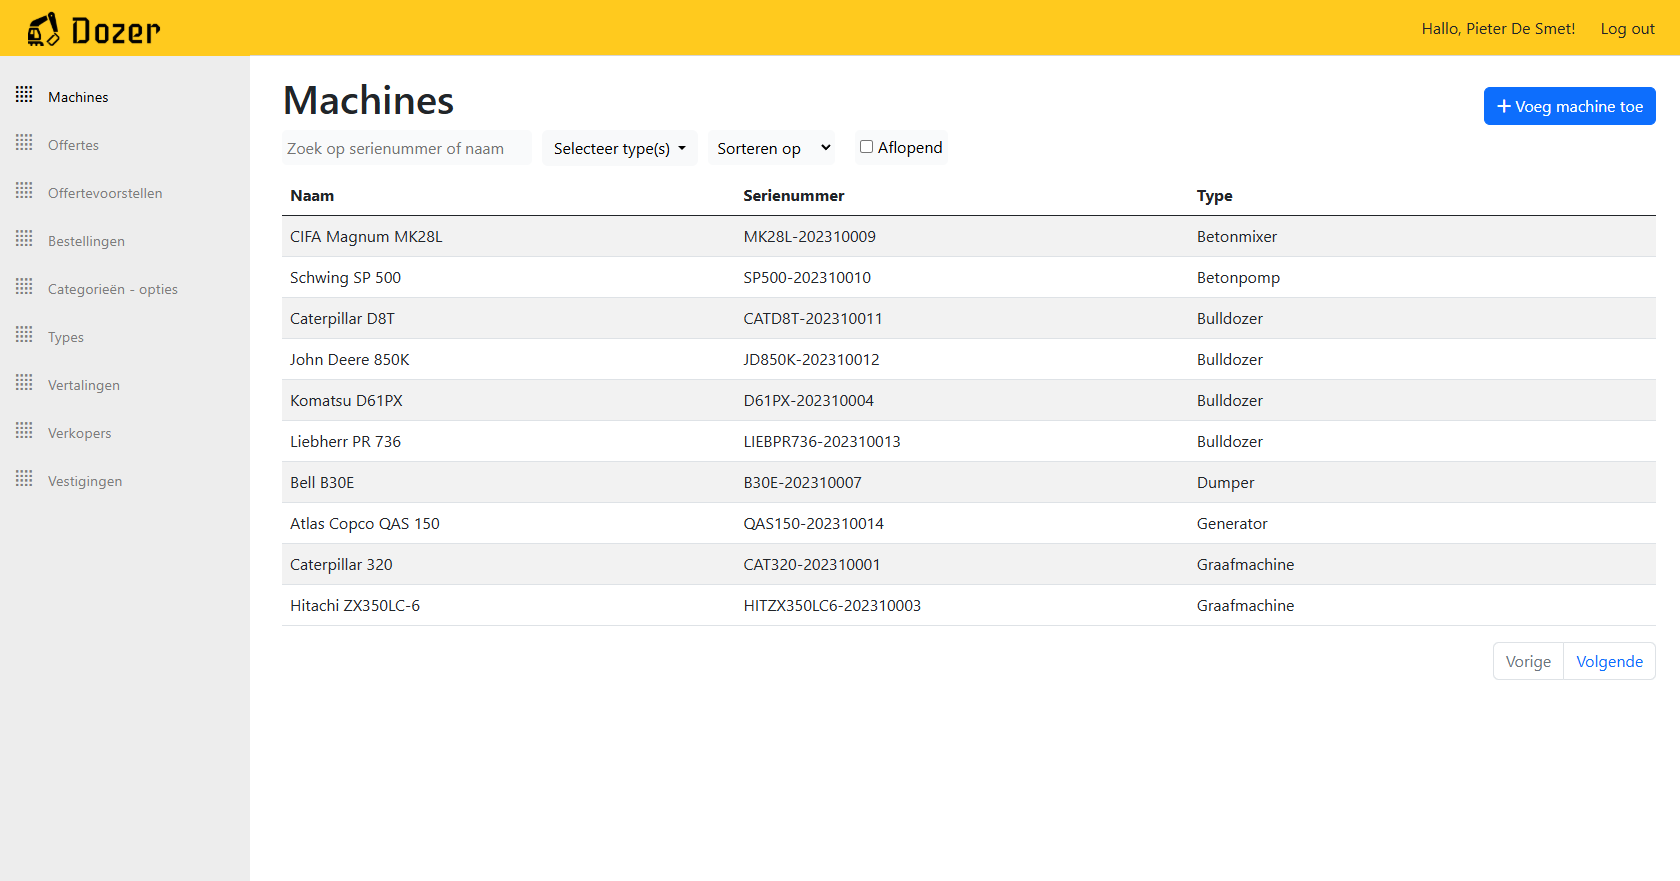 Dozer
Hallo, Pieter De Smet! Log out
Machines
Offertes
Offertevoorstellen
Bestellingen
Categorieën - opties
Types
Vertalingen
Verkopers
Vestigingen
Machines
+ Voeg machine toe
Zoek op serienummer of naam Selecteer type(s) Sorteren op Aflopend
Naam Serienummer Type
CIFA Magnum MK28L MK28L-202310009 Betonmixer
Schwing SP 500 SP500-202310010 Betonpomp
Caterpillar D8T CATD8T-202310011 Bulldozer
John Deere 850K JD850K-202310012 Bulldozer
Komatsu D61PX D61PX-202310004 Bulldozer
Liebherr PR 736 LIEBPR736-202310013 Bulldozer
Bell B30E B30E-202310007 Dumper
Atlas Copco QAS 150 QAS150-202310014 Generator
Caterpillar 320 CAT320-202310001 Graafmachine
Hitachi ZX350LC-6 HITZX350LC6-202310003 Graafmachine
Vorige Volgende